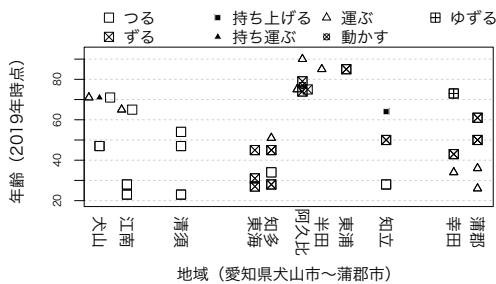 つる 持ち上げる 運ぶ ゆずる
ずる 持ち運ぶ 動かす
年齢（2019年時点）
80
60
40
20
犬山 江南 清須 東海 知多 阿久比 半田 東浦 知立 幸田 蒲郡
地域（愛知県犬山市〜蒲郡市）